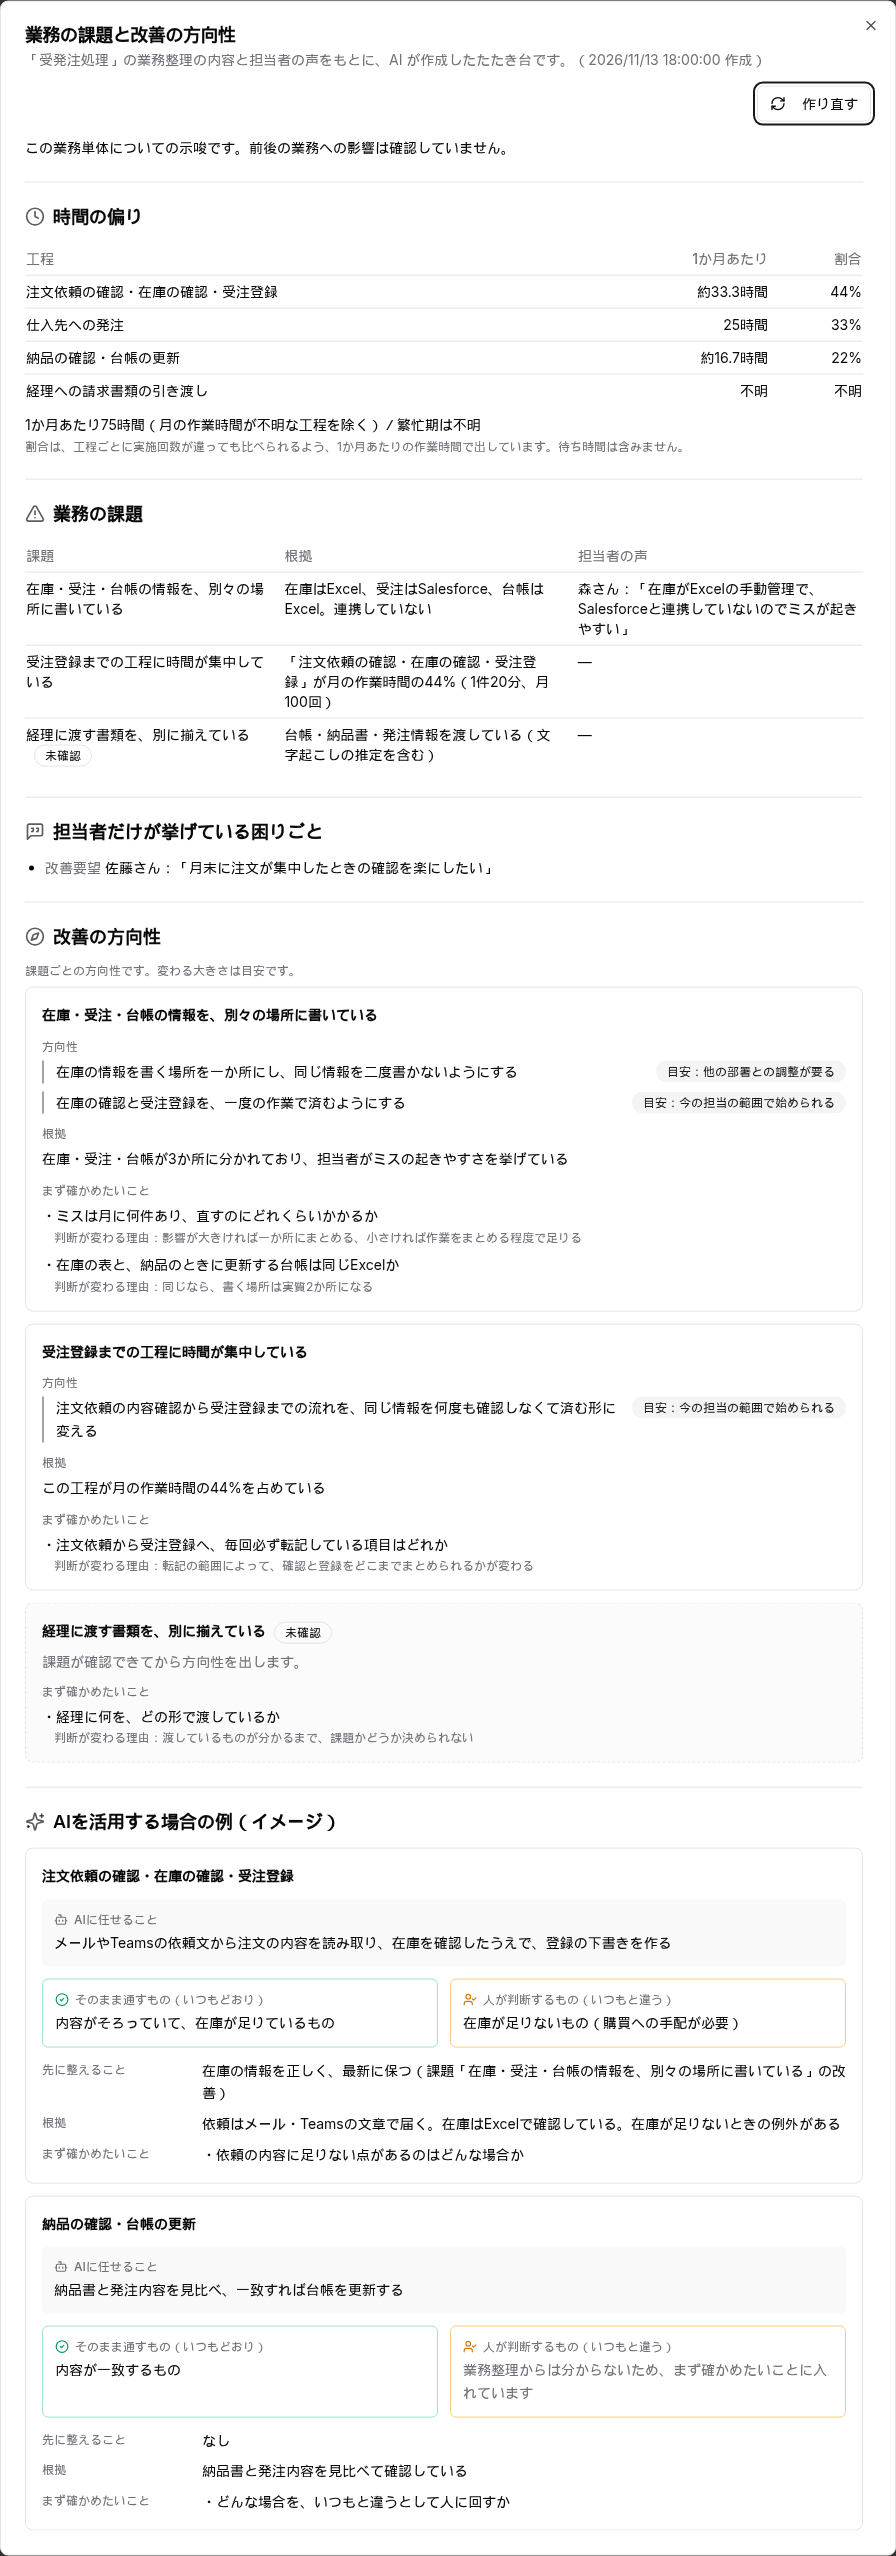 業務の課題と改善の方向性
「受発注処理」の業務整理の内容と担当者の声をもとに、AI が作成したたたき台です。（2026/11/13 18:00:00 作成）
作り直す
この業務単体についての示唆です。前後の業務への影響は確認していません。
時間の偏り
工程 1か月あたり 割合
注文依頼の確認・在庫の確認・受注登録 約33.3時間 44%
仕入先への発注 25時間 33%
納品の確認・台帳の更新 約16.7時間 22%
経理への請求書類の引き渡し 不明 不明
1か月あたり75時間（月の作業時間が不明な工程を除く）/ 繁忙期は不明
割合は、工程ごとに実施回数が違っても比べられるよう、1か月あたりの作業時間で出しています。待ち時間は含みません。
業務の課題
課題 根拠 担当者の声
在庫・受注・台帳の情報を、別々の場所に書いている
在庫はExcel、受注はSalesforce、台帳はExcel。連携していない
森さん：「在庫がExcelの手動管理で、Salesforceと連携していないのでミスが起きやすい」
受注登録までの工程に時間が集中している
「注文依頼の確認・在庫の確認・受注登録」が月の作業時間の44%（1件20分、月100回）
—
経理に渡す書類を、別に揃えている
未確認
台帳・納品書・発注情報を渡している（文字起こしの推定を含む）
—
担当者だけが挙げている困りごと
• 改善要望 佐藤さん：「月末に注文が集中したときの確認を楽にしたい」
改善の方向性
課題ごとの方向性です。変わる大きさは目安です。
在庫・受注・台帳の情報を、別々の場所に書いている
方向性
在庫の情報を書く場所を一か所にし、同じ情報を二度書かないようにする 目安：他の部署との調整が要る
在庫の確認と受注登録を、一度の作業で済むようにする 目安：今の担当の範囲で始められる
根拠
在庫・受注・台帳が3か所に分かれており、担当者がミスの起きやすさを挙げている
まず確かめたいこと
・ミスは月に何件あり、直すのにどれくらいかかるか
判断が変わる理由：影響が大きければ一か所にまとめる、小さければ作業をまとめる程度で足りる
・在庫の表と、納品のときに更新する台帳は同じExcelか
判断が変わる理由：同じなら、書く場所は実質2か所になる
受注登録までの工程に時間が集中している
方向性
注文依頼の内容確認から受注登録までの流れを、同じ情報を何度も確認しなくて済む形に変える
目安：今の担当の範囲で始められる
根拠
この工程が月の作業時間の44%を占めている
まず確かめたいこと
・注文依頼から受注登録へ、毎回必ず転記している項目はどれか
判断が変わる理由：転記の範囲によって、確認と登録をどこまでまとめられるかが変わる
経理に渡す書類を、別に揃えている 未確認
課題が確認できてから方向性を出します。
まず確かめたいこと
・経理に何を、どの形で渡しているか
判断が変わる理由：渡しているものが分かるまで、課題かどうか決められない
AIを活用する場合の例（イメージ）
注文依頼の確認・在庫の確認・受注登録
AIに任せること
メールやTeamsの依頼文から注文の内容を読み取り、在庫を確認したうえで、登録の下書きを作る
そのまま通すもの（いつもどおり）
内容がそろっていて、在庫が足りているもの
人が判断するもの（いつもと違う）
在庫が足りないもの（購買への手配が必要）
先に整えること 在庫の情報を正しく、最新に保つ（課題「在庫・受注・台帳の情報を、別々の場所に書いている」の改善）
根拠 依頼はメール・Teamsの文章で届く。在庫はExcelで確認している。在庫が足りないときの例外がある
まず確かめたいこと ・依頼の内容に足りない点があるのはどんな場合か
納品の確認・台帳の更新
AIに任せること
納品書と発注内容を見比べ、一致すれば台帳を更新する
そのまま通すもの（いつもどおり）
内容が一致するもの
人が判断するもの（いつもと違う）
業務整理からは分からないため、まず確かめたいことに入れています
先に整えること なし
根拠 納品書と発注内容を見比べて確認している
まず確かめたいこと ・どんな場合を、いつもと違うとして人に回すか